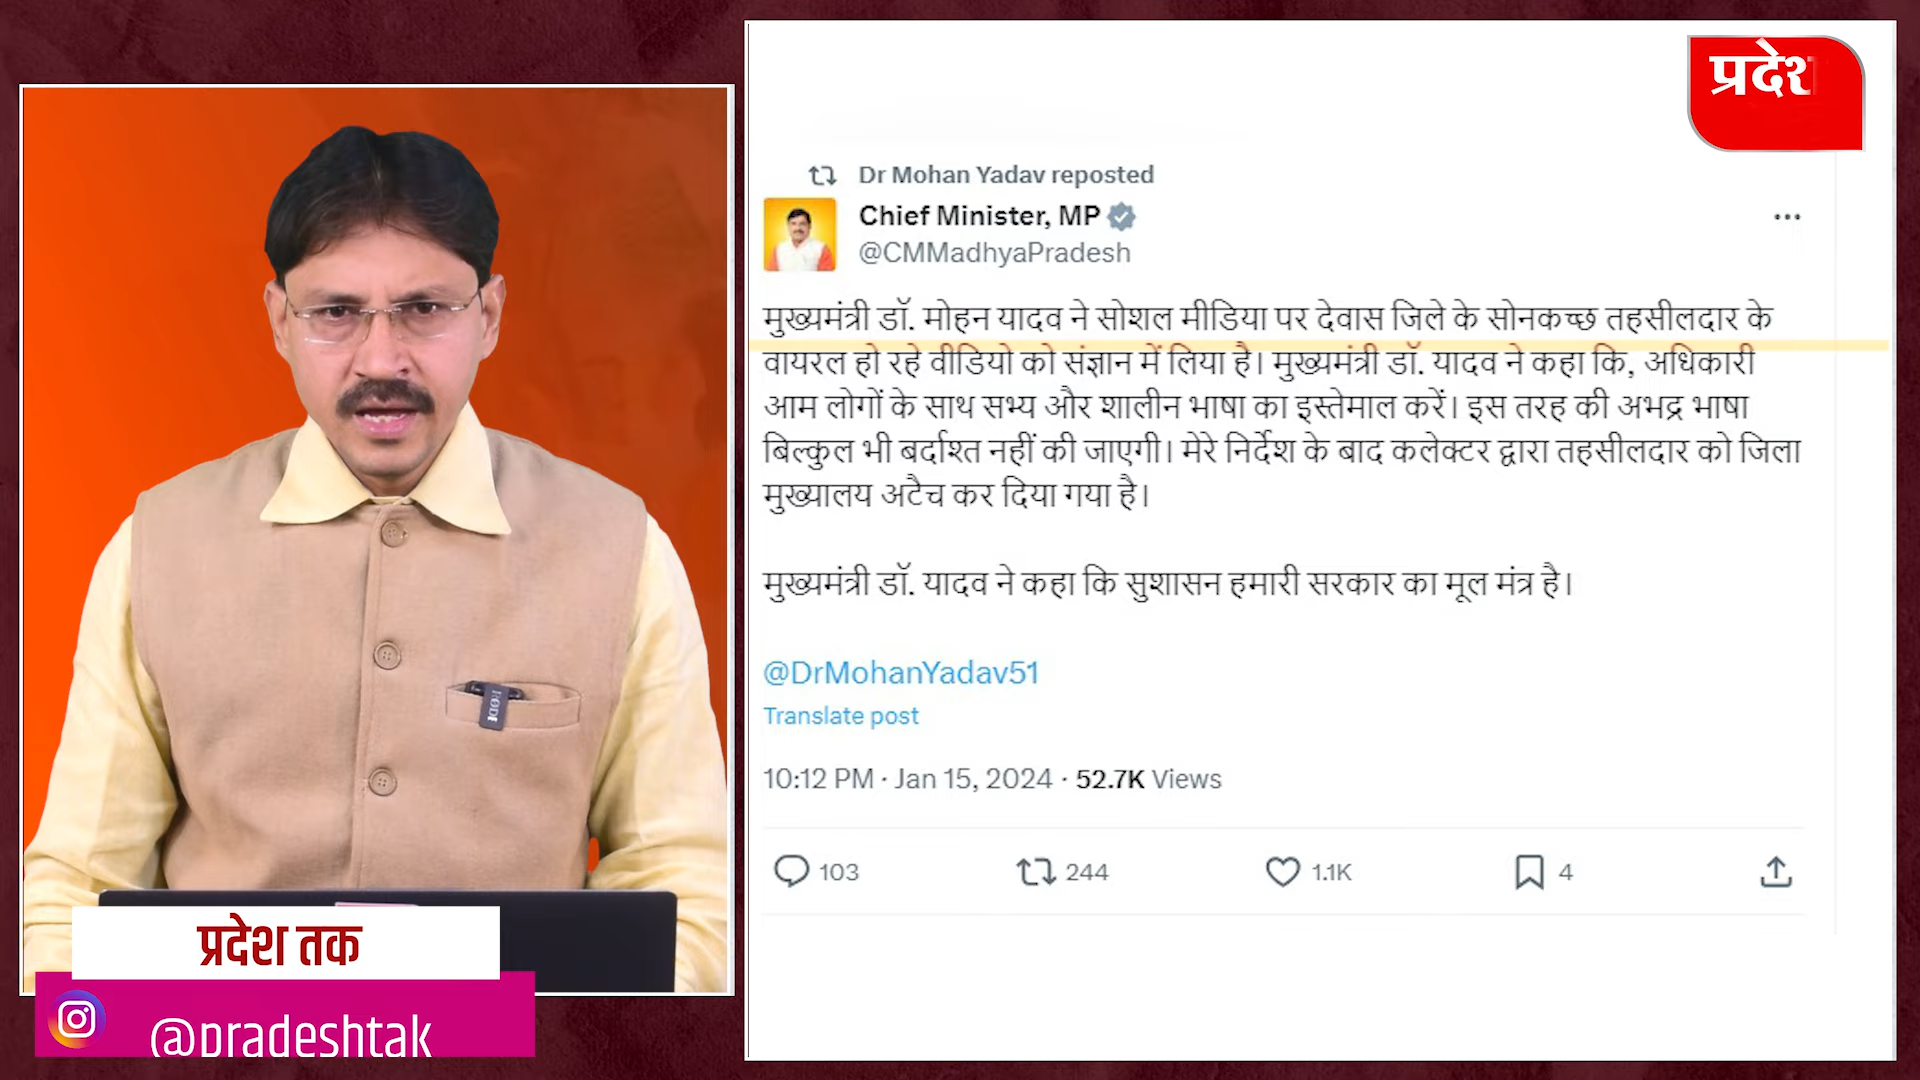 प्रदेश
Dr Mohan Yadav reposted
Chief Minister, MP
@CMMadhyaPradesh
मुख्यमंत्री डॉ. मोहन यादव ने सोशल मीडिया पर देवास जिले के सोनकच्छ तहसीलदार के
वायरल हो रहे वीडियो को संज्ञान में लिया है। मुख्यमंत्री डॉ. यादव ने कहा कि, अधिकारी
आम लोगों के साथ सभ्य और शालीन भाषा का इस्तेमाल करें। इस तरह की अभद्र भाषा
बिल्कुल भी बर्दाश्त नहीं की जाएगी। मेरे निर्देश के बाद कलेक्टर द्वारा तहसीलदार को जिला
मुख्यालय अटैच कर दिया गया है।
मुख्यमंत्री डॉ. यादव ने कहा कि सुशासन हमारी सरकार का मूल मंत्र है।
@DrMohanYadav51
Translate post
10:12 PM · Jan 15, 2024 · 52.7K Views
103 244 1.1K 4
RODE
प्रदेश तक
@pradeshtak